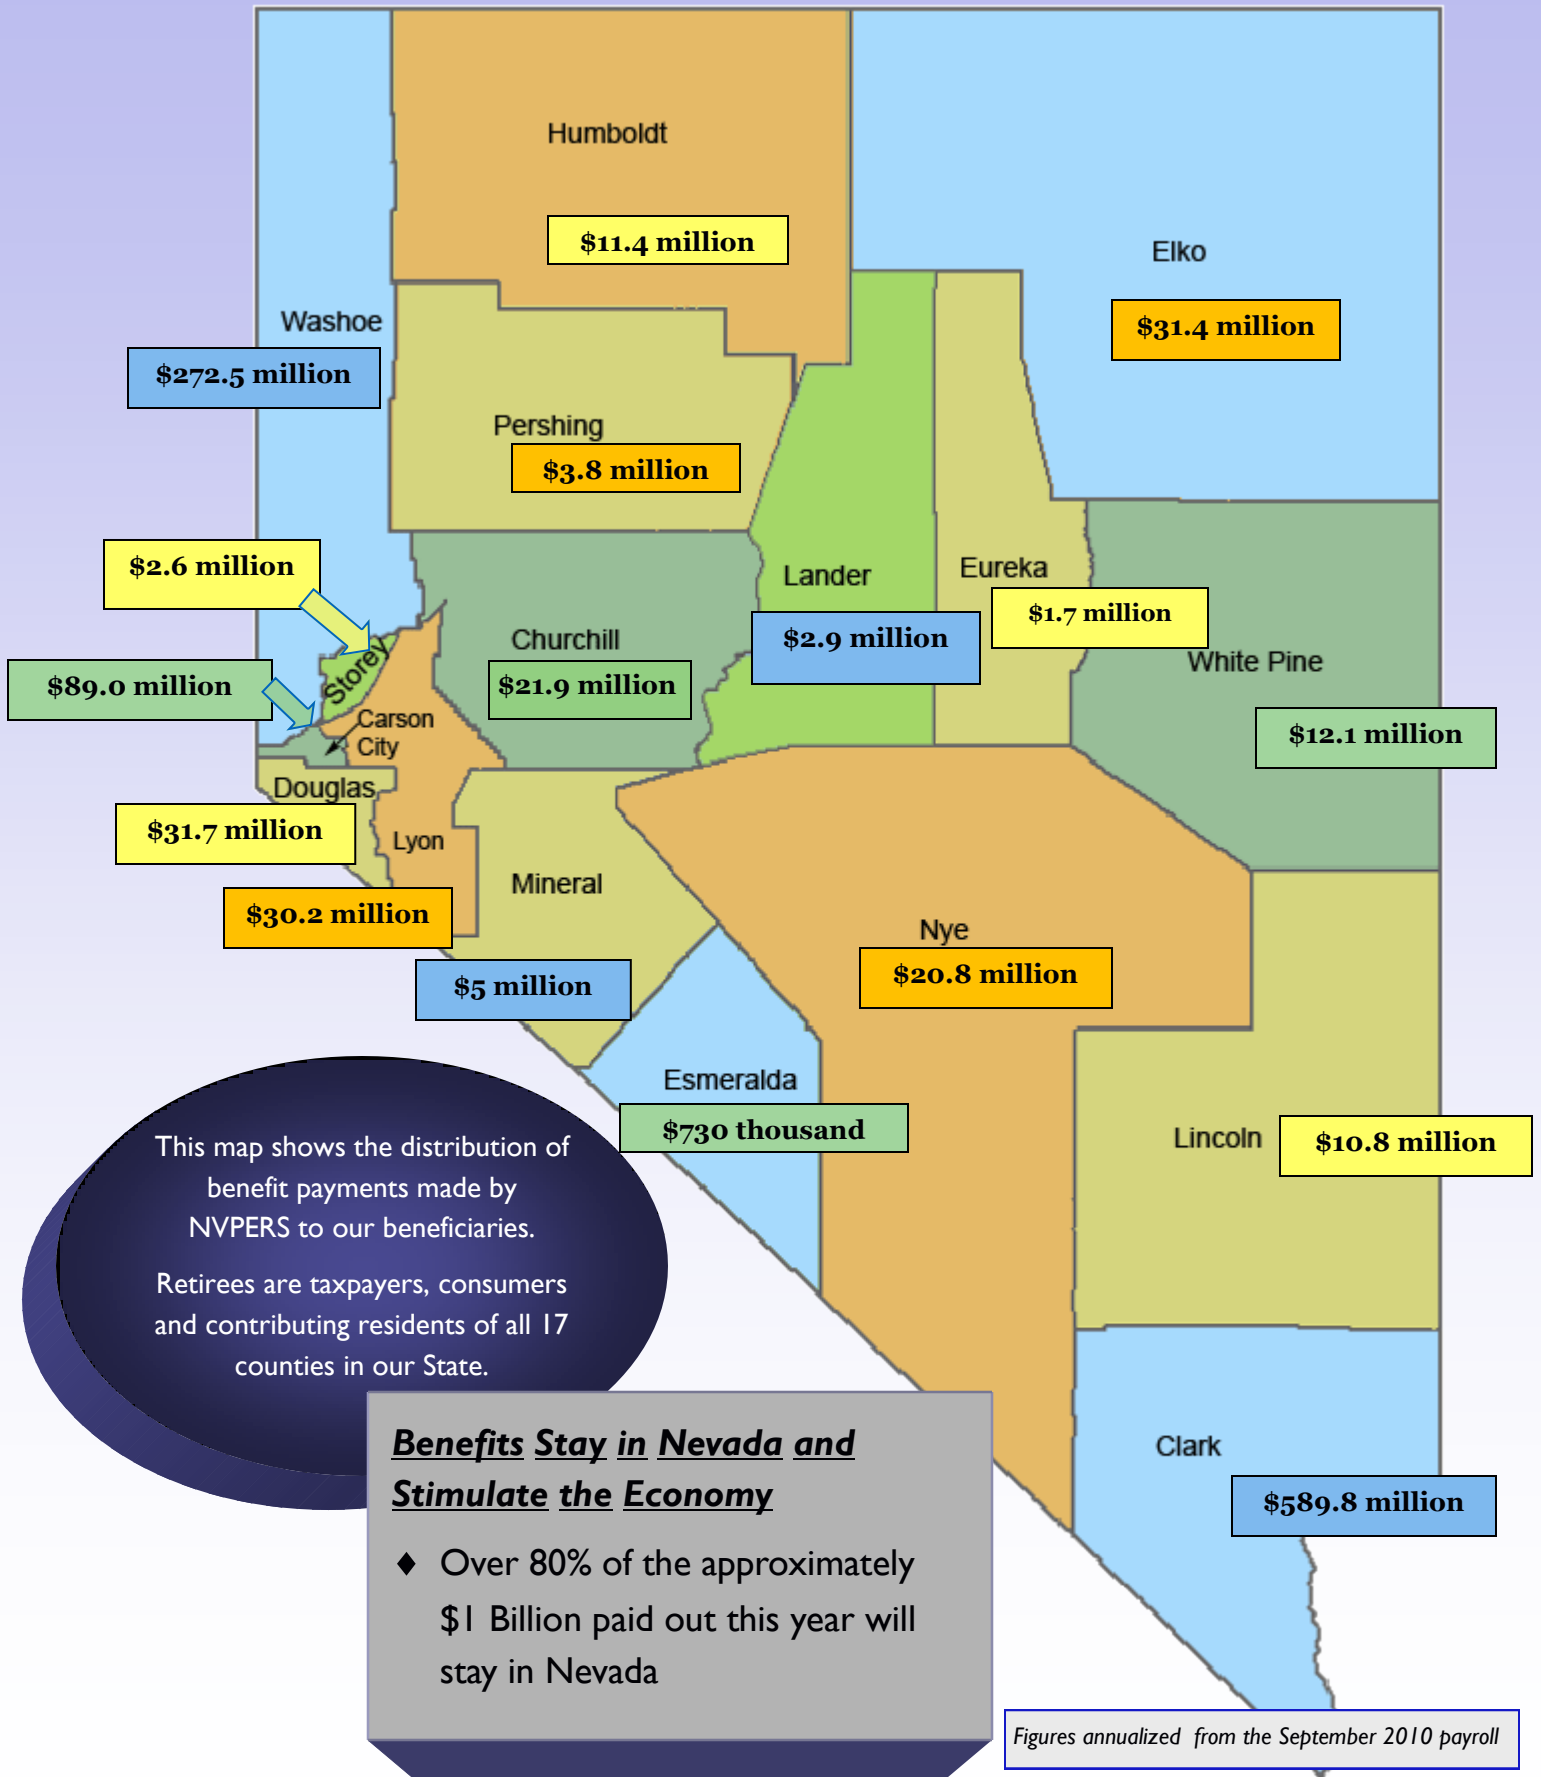 Humboldt
$11.4 million
Elko
$31.4 million
Washoe
$272.5 million
Pershing
$3.8 million
$2.6 million
Storey
Lander
$2.9 million
Eureka
$1.7 million
Churchill
$21.9 million
White Pine
$12.1 million
$89.0 million
Carson
City
Douglas
$31.7 million
Lyon
$30.2 million
Mineral
$5 million
Nye
$20.8 million
Esmeralda
$730 thousand
Lincoln
$10.8 million
This map shows the distribution of
benefit payments made by
NVPERS to our beneficiaries.
Retirees are taxpayers, consumers
and contributing residents of all 17
counties in our State.
Benefits Stay in Nevada and
Stimulate the Economy
♦ Over 80% of the approximately
$1 Billion paid out this year will
stay in Nevada
Clark
$589.8 million
Figures annualized from the September 2010 payroll